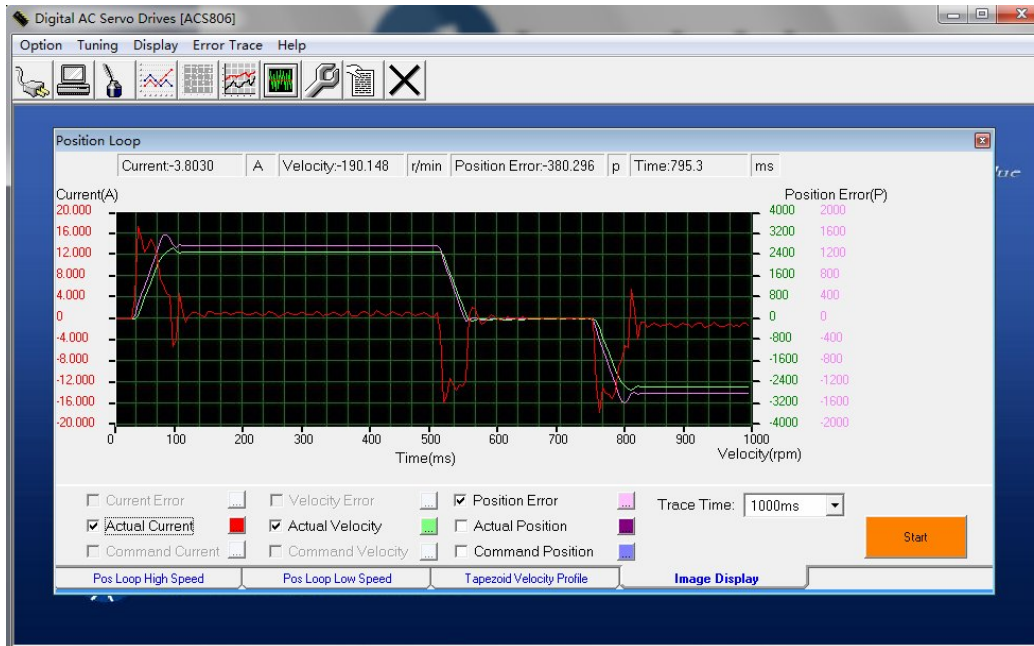 Digital AC Servo Drives [ACS806]
Option Tuning Display Error Trace Help
Position Loop
Current:-3.8030 A Velocity:-190.148 r/min Position Error:-380.296 p Time:795.3 ms
Current(A) Position Error(P)
20.000 4000 2000
16.000 3200 1600
12.000 2400 1200
8.000 1600 800
4.000 800 400
0 0 0
-4.000 -800 -400
-8.000 -1600 -800
-12.000 -2400 -1200
-16.000 -3200 -1600
-20.000 -4000 -2000
0 100 200 300 400 500 600 700 800 900 1000
Time(ms) Velocity(rpm)
Current Error ... Velocity Error ... Position Error ... Trace Time: 1000ms
Actual Current ... Actual Velocity ... Actual Position ... Start
Command Current ... Command Velocity ... Command Position ...
Pos Loop High Speed Pos Loop Low Speed Tapezoid Velocity Profile Image Display